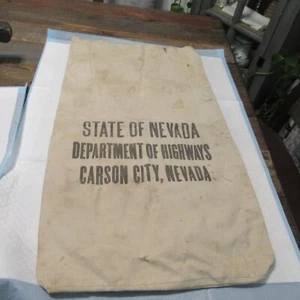 STATE OF NEVADA
DEPARTMENT OF HIGHWAYS
CARSON CITY, NEVADA